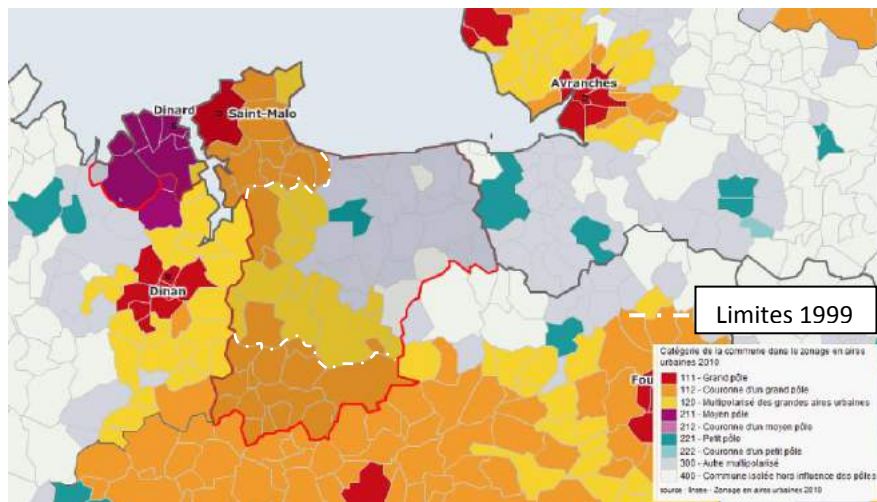 Avranches
Dinard
Saint-Malo
Dinan
Limites 1999
Fou
Catégorie de la commune dans le zonage en aires
urbaines 2010
111 - Grand pôle
112 - Couronne d'un grand pôle
120 - Multipolarisé des grandes aires urbaines
211 - Moyen pôle
212 - Couronne d'un moyen pôle
221 - Petit pôle
222 - Couronne d'un petit pôle
300 - Autre multipolarisé
400 - Commune isolée hors influence des pôles
source : Insee - Zonage en aires urbaines 2010